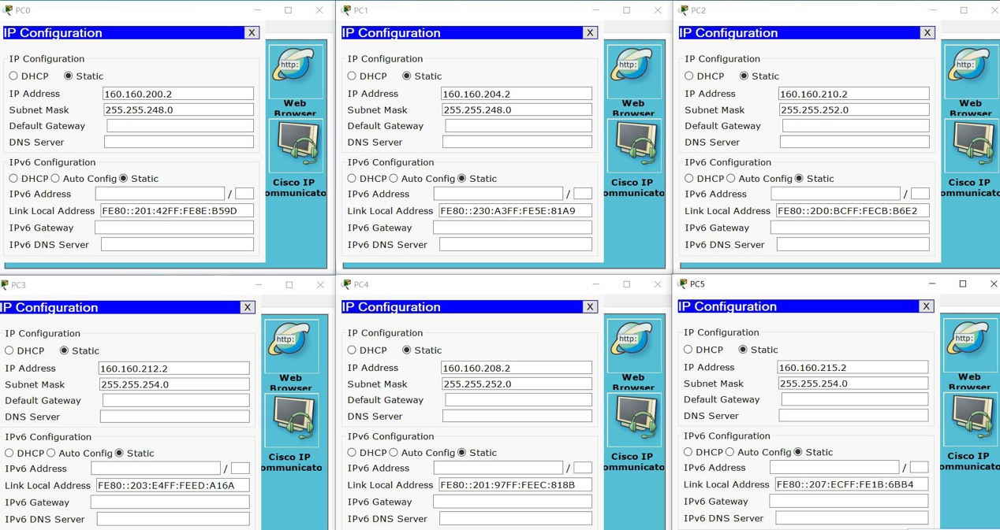 PC0
IP Configuration X
IP Configuration
DHCP Static
IP Address 160.160.200.2
Subnet Mask 255.255.248.0
Default Gateway
DNS Server
IPv6 Configuration
DHCP Auto Config Static
IPv6 Address /
Link Local Address FE80::201:42FF:FE8E:B59D
IPv6 Gateway
IPv6 DNS Server
http:
Web
Browser
Cisco IP
ommunicato
PC1
IP Configuration X
IP Configuration
DHCP Static
IP Address 160.160.204.2
Subnet Mask 255.255.248.0
Default Gateway
DNS Server
IPv6 Configuration
DHCP Auto Config Static
IPv6 Address /
Link Local Address FE80::230:A3FF:FE5E:81A9
IPv6 Gateway
IPv6 DNS Server
http:
Web
Browser
Cisco IP
ommunicato
PC2
IP Configuration X
IP Configuration
DHCP Static
IP Address 160.160.210.2
Subnet Mask 255.255.252.0
Default Gateway
DNS Server
IPv6 Configuration
DHCP Auto Config Static
IPv6 Address /
Link Local Address FE80::2D0:BCFF:FECB:B6E2
IPv6 Gateway
IPv6 DNS Server
http:
Web
Browser
Cisco IP
ommunicato
PC3
IP Configuration X
IP Configuration
DHCP Static
IP Address 160.160.212.2
Subnet Mask 255.255.254.0
Default Gateway
DNS Server
IPv6 Configuration
DHCP Auto Config Static
IPv6 Address /
Link Local Address FE80::203:E4FF:FEED:A16A
IPv6 Gateway
IPv6 DNS Server
http:
Web
Browser
Cisco IP
ommunicato
PC4
IP Configuration X
IP Configuration
DHCP Static
IP Address 160.160.208.2
Subnet Mask 255.255.252.0
Default Gateway
DNS Server
IPv6 Configuration
DHCP Auto Config Static
IPv6 Address /
Link Local Address FE80::201:97FF:FEEC:818B
IPv6 Gateway
IPv6 DNS Server
http:
Web
Browser
Cisco IP
ommunicato
PC5
IP Configuration X
IP Configuration
DHCP Static
IP Address 160.160.215.2
Subnet Mask 255.255.254.0
Default Gateway
DNS Server
IPv6 Configuration
DHCP Auto Config Static
IPv6 Address /
Link Local Address FE80::207:ECFF:FE1B:6BB4
IPv6 Gateway
IPv6 DNS Server
http:
Web
Browser
Cisco IP
ommunicato